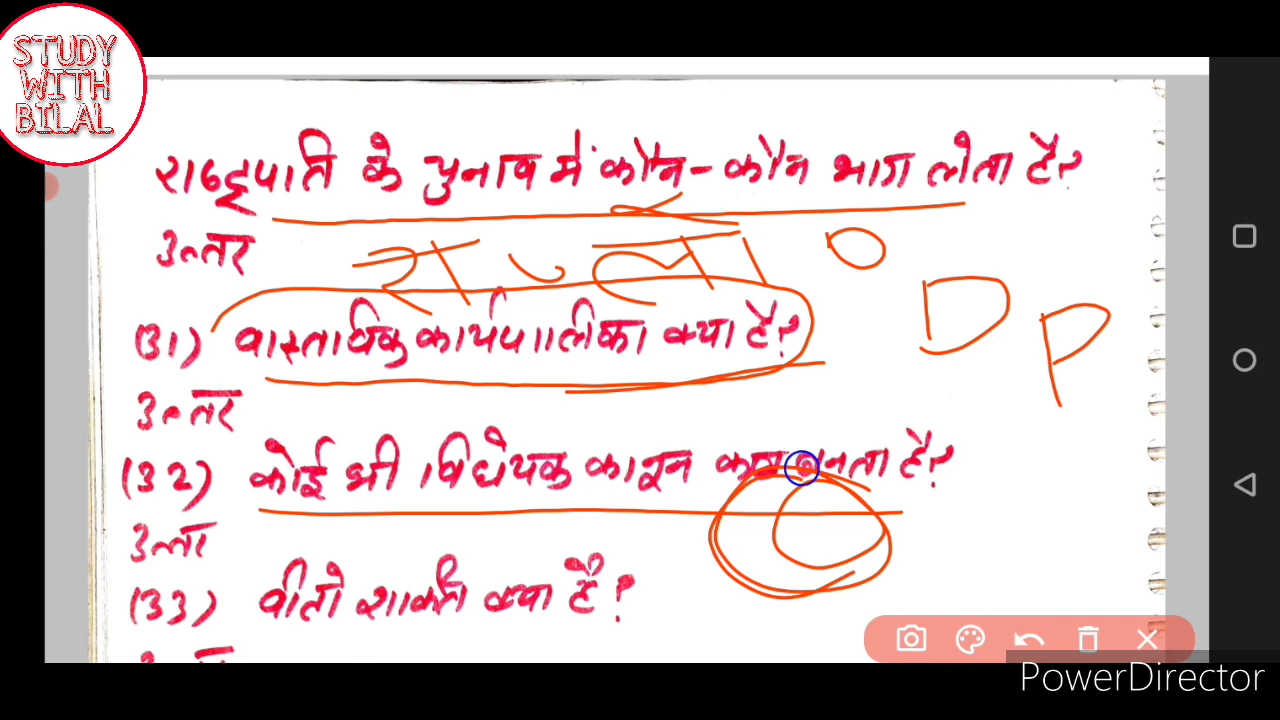 STUDY
WITH
BILAL
राष्ट्रपति के चुनाव में कौन-कौन भाग लेता है?
उत्तर
(31) वास्तविक कार्यपालिका क्या है?
उत्तर
(32) कोई भी विधेयक कानून कब बनता है?
उत्तर
(33) वीटो शक्ति क्या है?
D P
PowerDirector